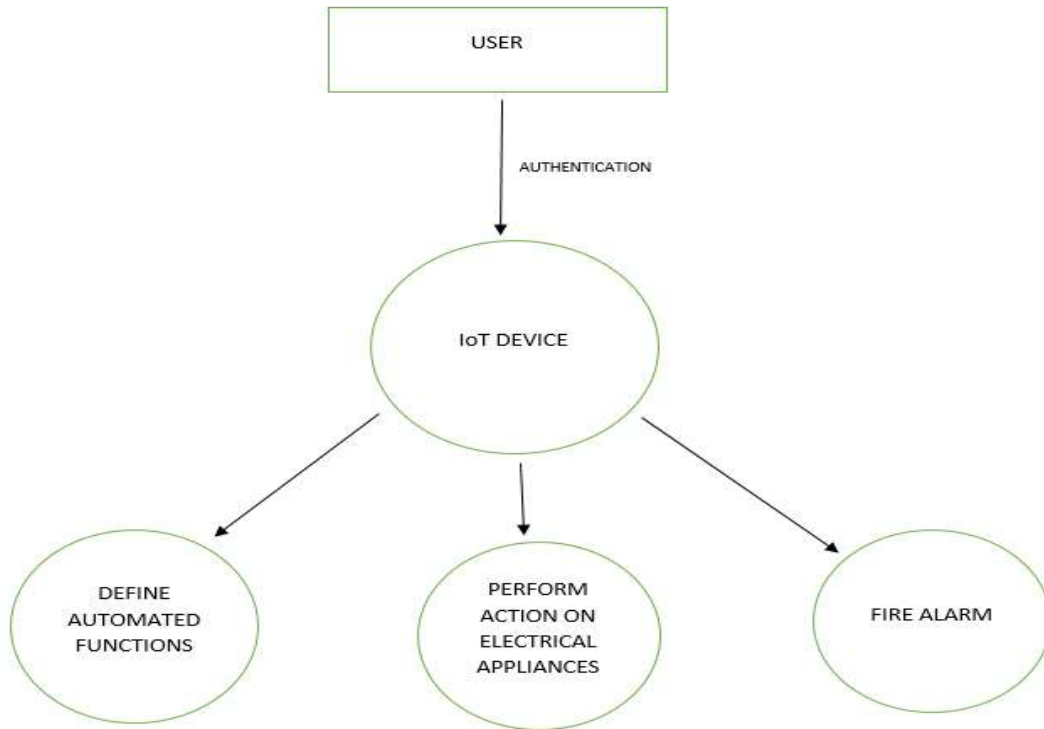 USER
AUTHENTICATION
IoT DEVICE
DEFINE
AUTOMATED
FUNCTIONS
PERFORM
ACTION ON
ELECTRICAL
APPLIANCES
FIRE ALARM